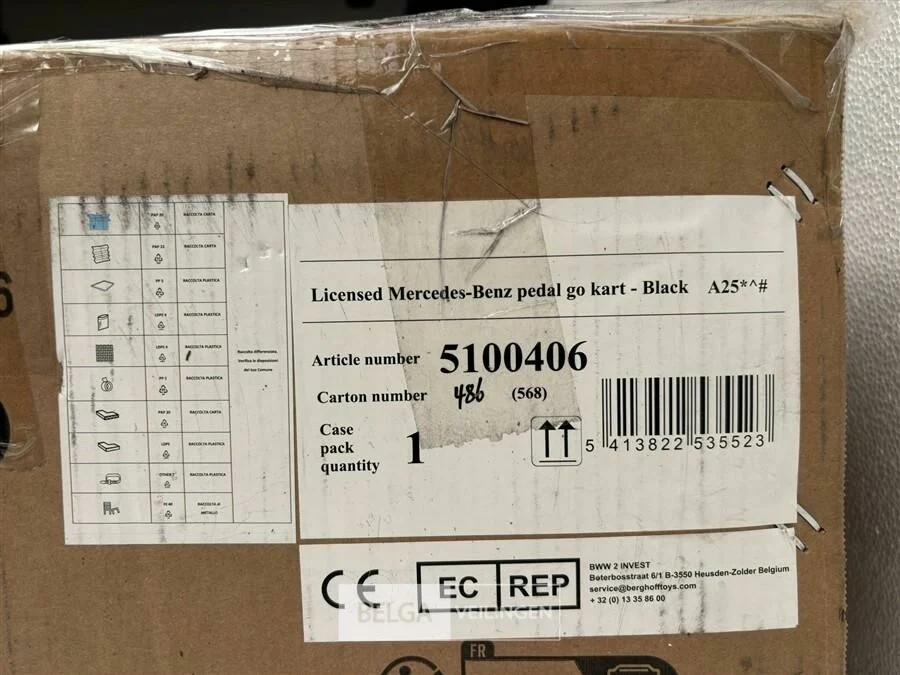 6
PAP 20 RACCOLTA CARTA
PAP 22 RACCOLTA CARTA
PP 5 RACCOLTA PLASTICA
LDPE 4 RACCOLTA PLASTICA
LDPE 4 RACCOLTA PLASTICA
PP 5 RACCOLTA PLASTICA
PAP 20 RACCOLTA CARTA
LDPE RACCOLTA PLASTICA
OTHER 7 RACCOLTA PLASTICA
FE 40 RACCOLTA DI
METALLO
Raccolta differenziata.
Verifica le disposizioni
del tuo Comune
Licensed Mercedes-Benz pedal go kart - Black A25*^#
Article number 5100406
Carton number 486 (568)
Case
pack
quantity 1
5 413822 535523
CE EC REP
BWW 2 INVEST
Beterbosstraat 6/1 B-3550 Heusden-Zolder Belgium
service@berghofftoys.com
+ 32 (0) 13 35 86 00
BELGA VEILINGEN
FR